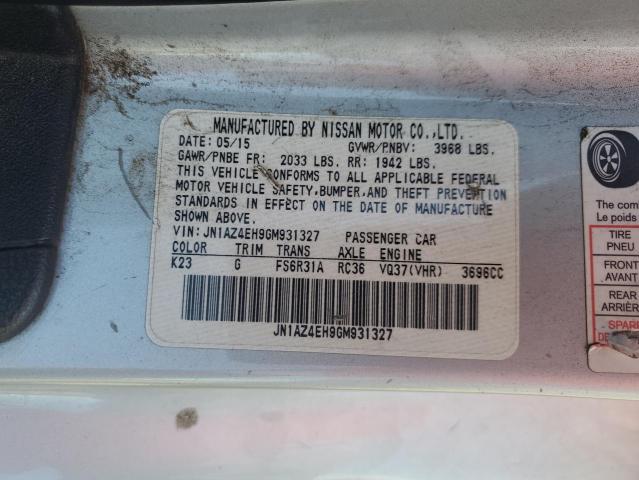 MANUFACTURED BY NISSAN MOTOR CO.,LTD.
DATE: 05/15 GVWR/PNBV: 3968 LBS.
GAWR/PNBE FR: 2033 LBS. RR: 1942 LBS.
THIS VEHICLE CONFORMS TO ALL APPLICABLE FEDERAL
MOTOR VEHICLE SAFETY,BUMPER,AND THEFT PREVENTION
STANDARDS IN EFFECT ON THE DATE OF MANUFACTURE
SHOWN ABOVE.
VIN: JN1AZ4EH9GM931327 PASSENGER CAR
COLOR TRIM TRANS AXLE ENGINE
K23 G FS6R31A RC36 VQ37(VHR) 3696CC
JN1AZ4EH9GM931327
The com
Le poids
TIRE
PNEU
FRONT
AVANT
REAR
ARRIÈ